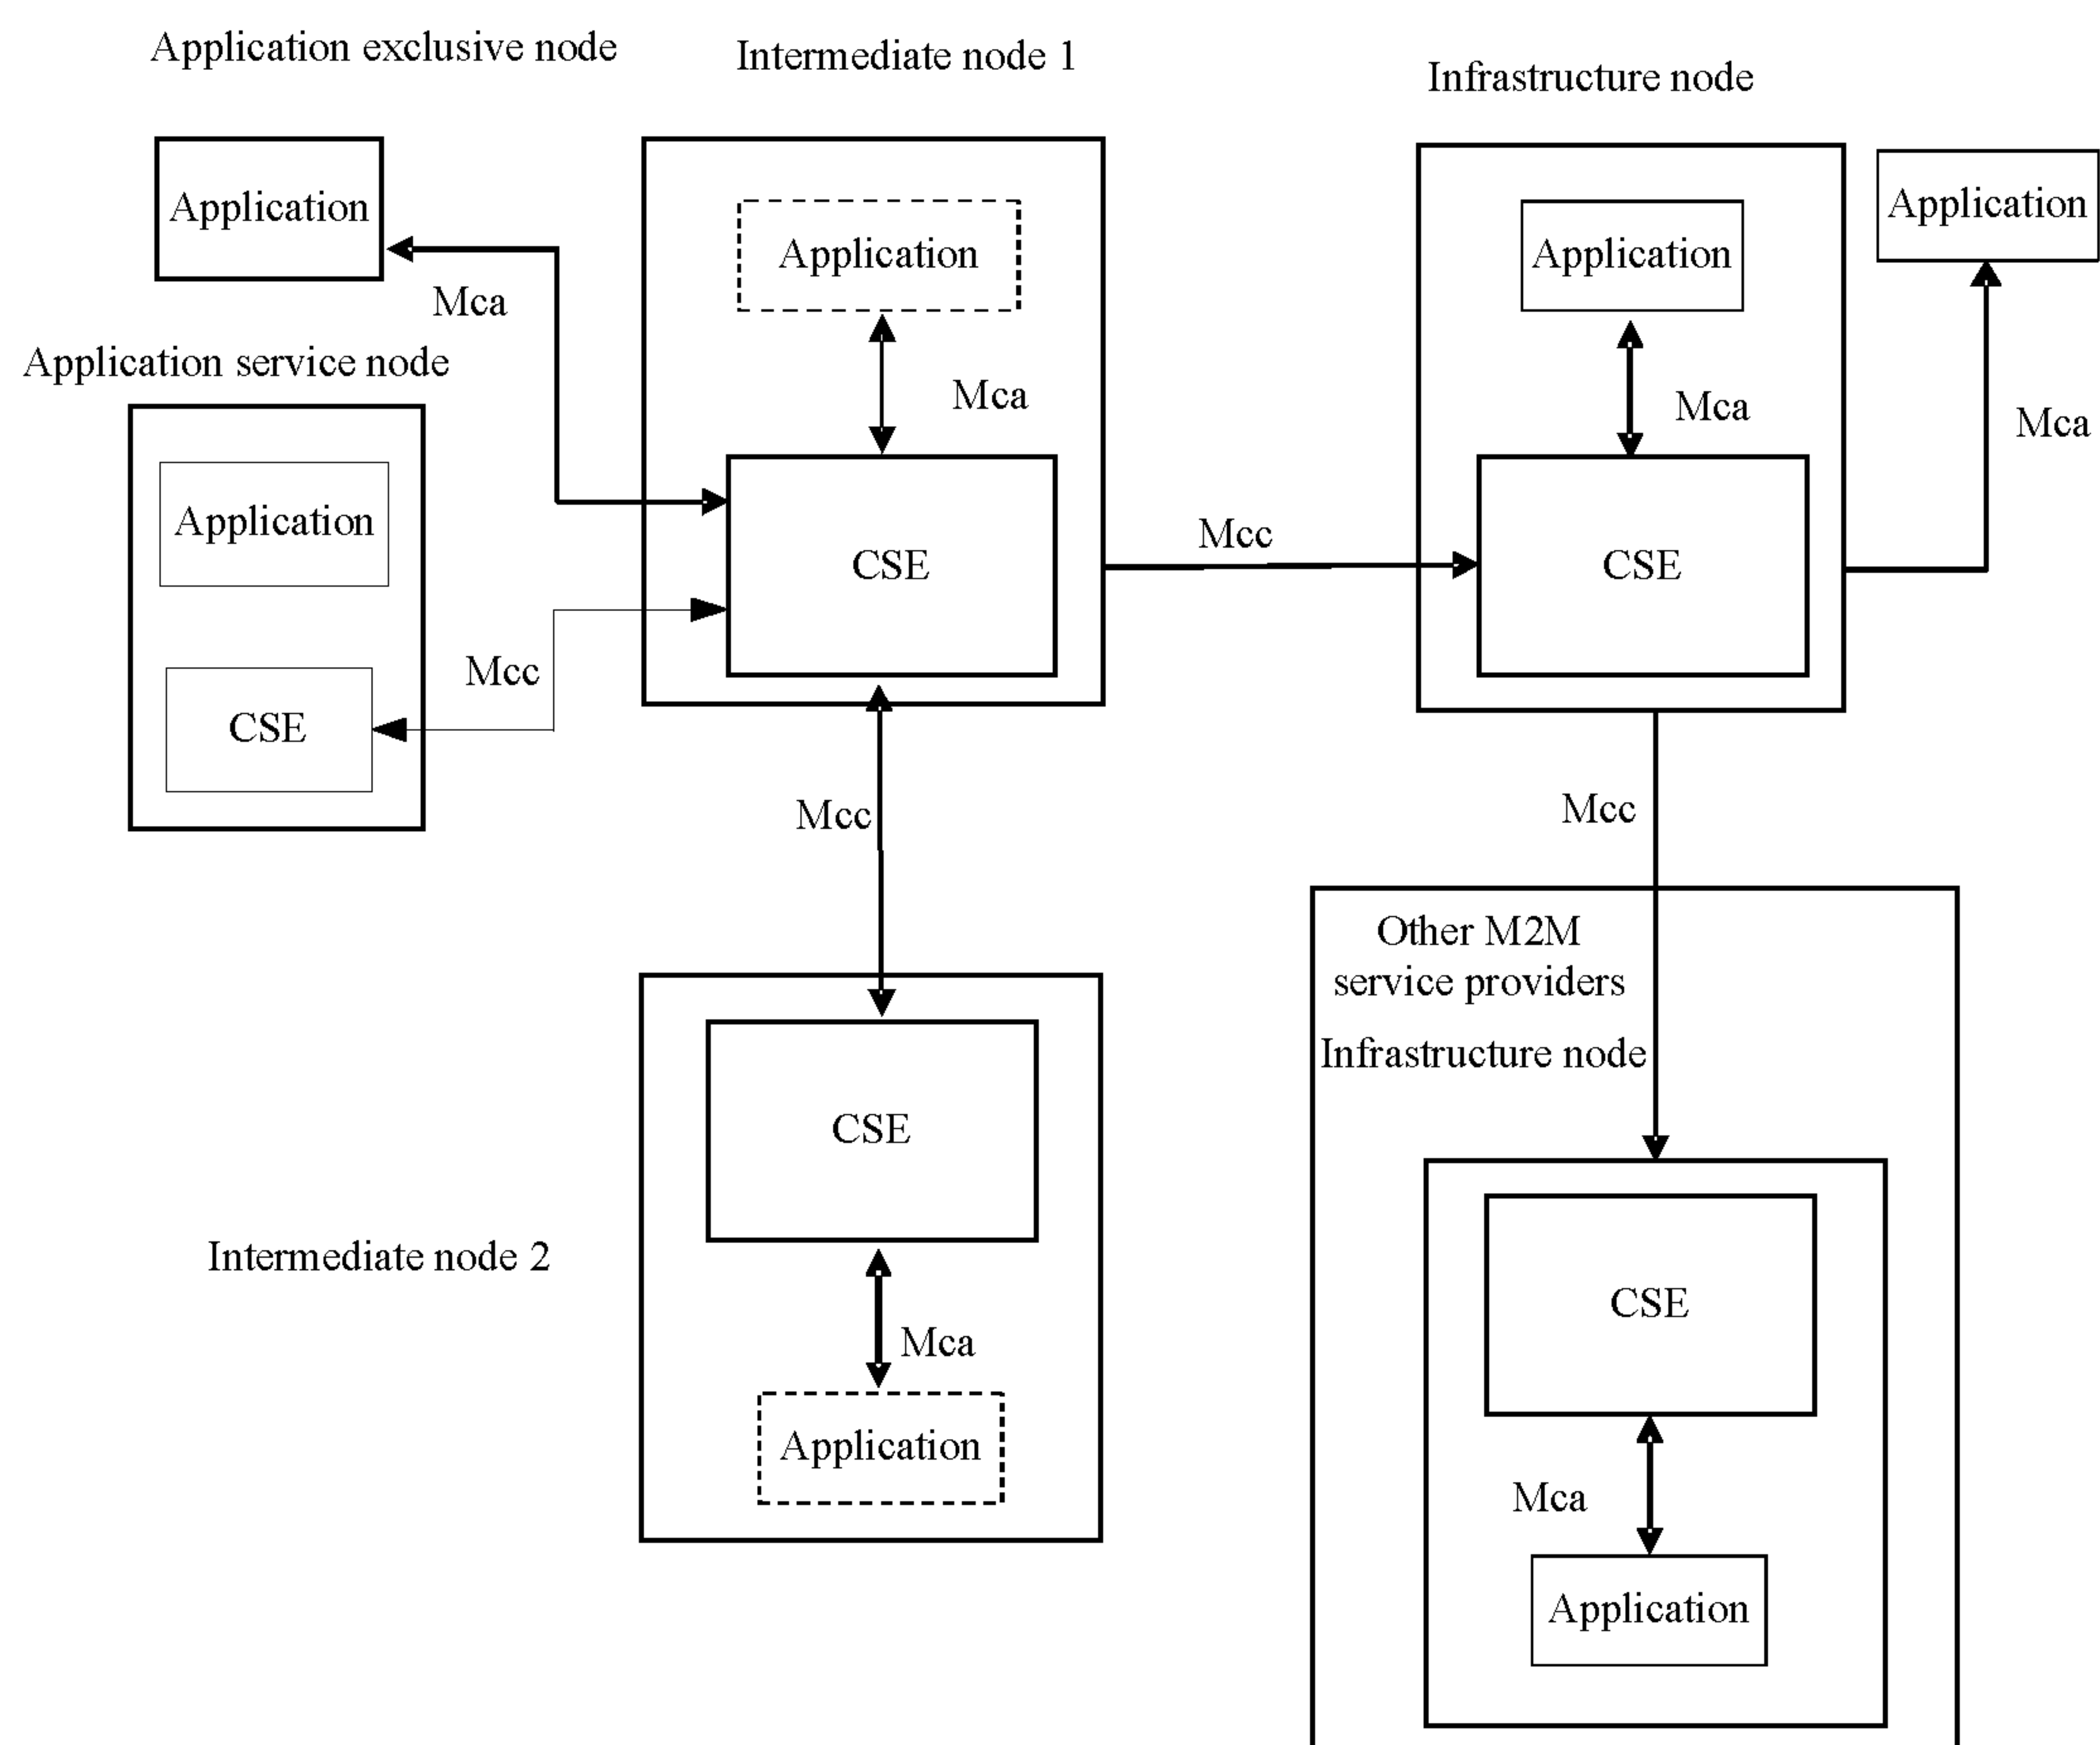 Application exclusive node
Intermediate node 1
Infrastructure node
Application
Application
Application
Application
Mca
Mca
Mca
Mca
Application service node
Application
CSE
Mcc
CSE
Mcc
CSE
Mcc
Mcc
Other M2M
service providers
Infrastructure node
CSE
Intermediate node 2
Mca
Application
CSE
Mca
Application